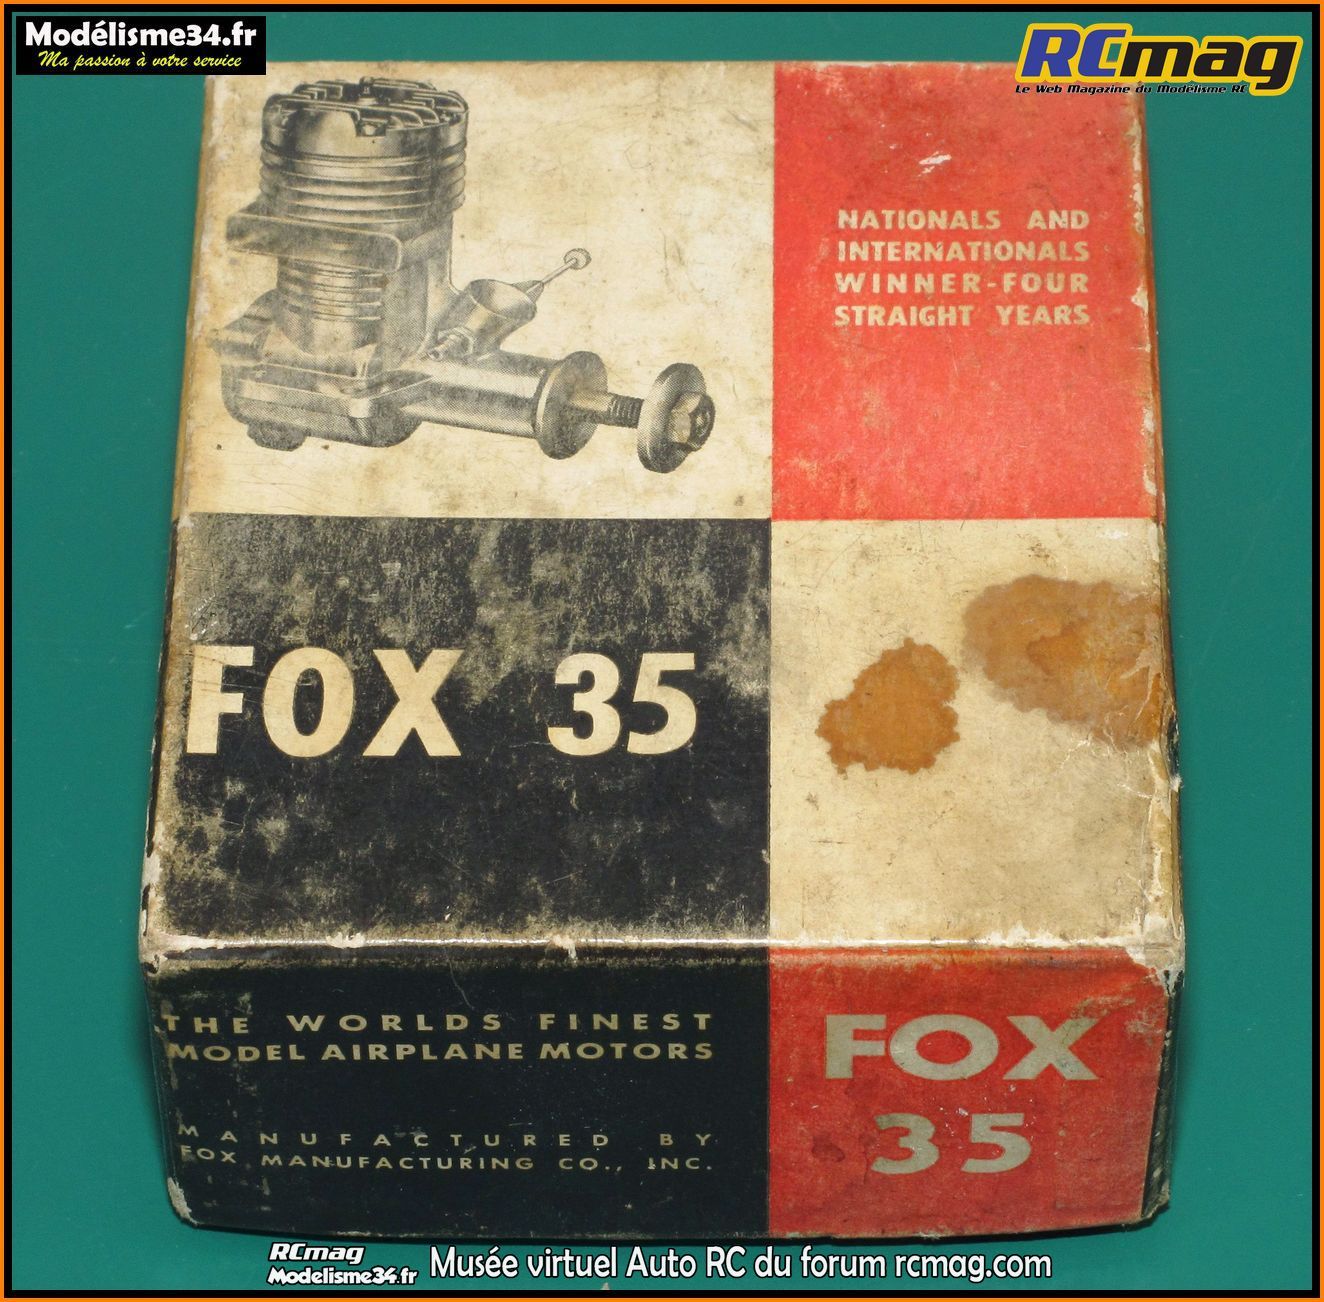 Modélisme34.fr
Ma passion à votre service
RCmag
Le Web Magazine du Modélisme RC
NATIONALS AND
INTERNATIONALS
WINNER-FOUR
STRAIGHT YEARS
FOX 35
THE WORLDS FINEST
MODEL AIRPLANE MOTORS
MANUFACTURED BY
FOX MANUFACTURING CO., INC.
FOX
35
RCmag
Modelisme34.fr
Musée virtuel Auto RC du forum rcmag.com